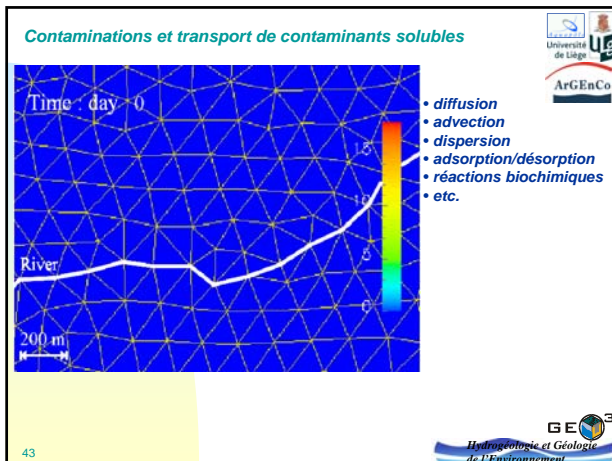 Contaminations et transport de contaminants solubles
Université
de Liège
ArGEnCo
Time : day 0
15
10
5
0
River
200 m
• diffusion
• advection
• dispersion
• adsorption/désorption
• réactions biochimiques
• etc.
43
GEO³
Hydrogéologie et Géologie
de l'Environnement